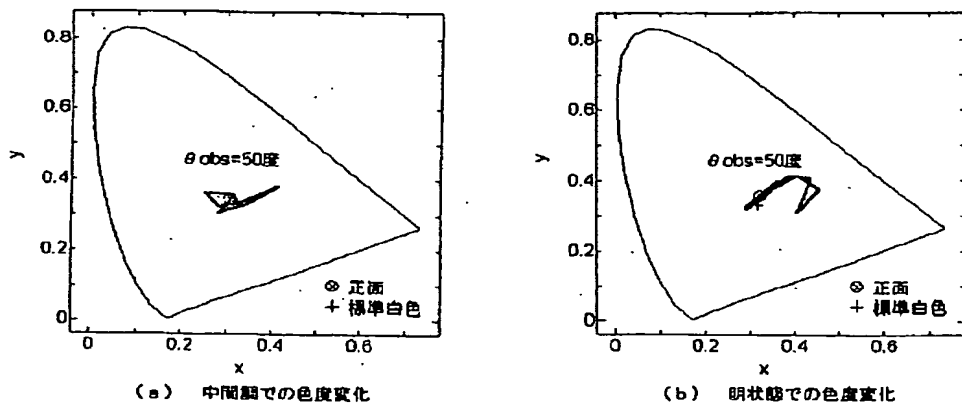 0.8
0.6
0.4
0.2
0
y
θ obs=50度
⊗ 正面
+ 標準白色
0 0.2 0.4 0.6
x
(a) 中間調での色度変化
0.8
0.6
0.4
0.2
0
y
θ obs=50度
⊗ 正面
+ 標準白色
0 0.2 0.4 0.6
x
(b) 明状態での色度変化